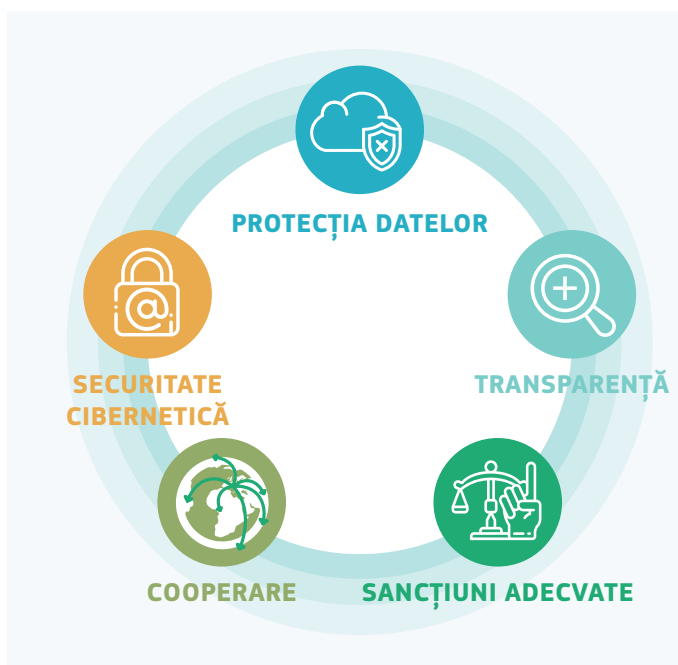 PROTECȚIA DATELOR
SECURITATE
CIBERNETICĂ
TRANSPARENȚĂ
COOPERARE
SANCȚIUNI ADECVATE